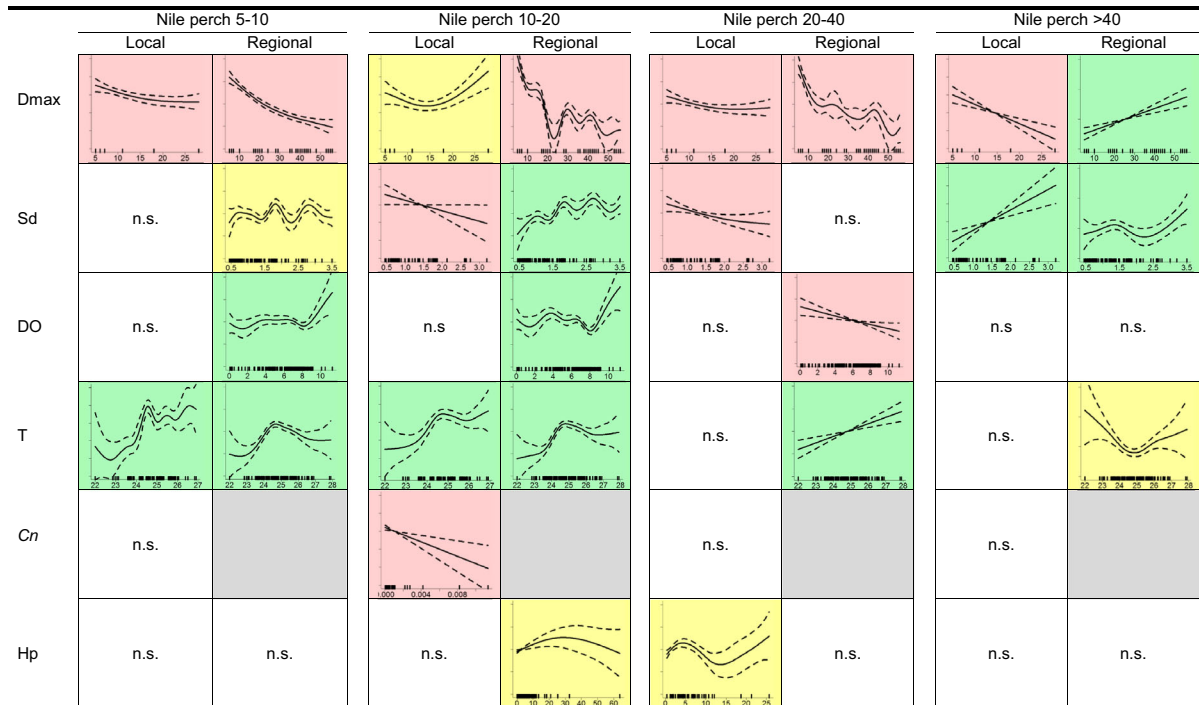 Nile perch 5-10 Nile perch 10-20 Nile perch 20-40 Nile perch >40
Local Regional Local Regional Local Regional Local Regional
Dmax
5 10 15 20 25 0 10 20 30 40 50 5 10 15 20 25 10 20 30 40 50 5 10 15 20 25 10 20 30 40 50 5 10 15 20 25 0 10 20 30 40 50
Sd n.s. n.s.
0.5 1.5 2.5 3.5 0.5 1.0 1.5 2.0 2.5 3.0 0.5 1.5 2.5 3.5 0.5 1.0 1.5 2.0 2.5 3.0 0.5 1.0 1.5 2.0 2.5 3.0 0.5 1.5 2.5 3.5
DO n.s. n.s n.s. n.s n.s.
0 2 4 6 8 10 0 2 4 6 8 10 0 2 4 6 8 10
T n.s. n.s.
22 23 24 25 26 27 22 23 24 25 26 27 28 22 23 24 25 26 27 22 23 24 25 26 27 28 22 23 24 25 26 27 28 22 23 24 25 26 27 28
Cn n.s. n.s. n.s.
0.004 0.008
Hp n.s. n.s. n.s. n.s. n.s. n.s.
0 10 20 30 40 50 60 0 5 10 15 20 25